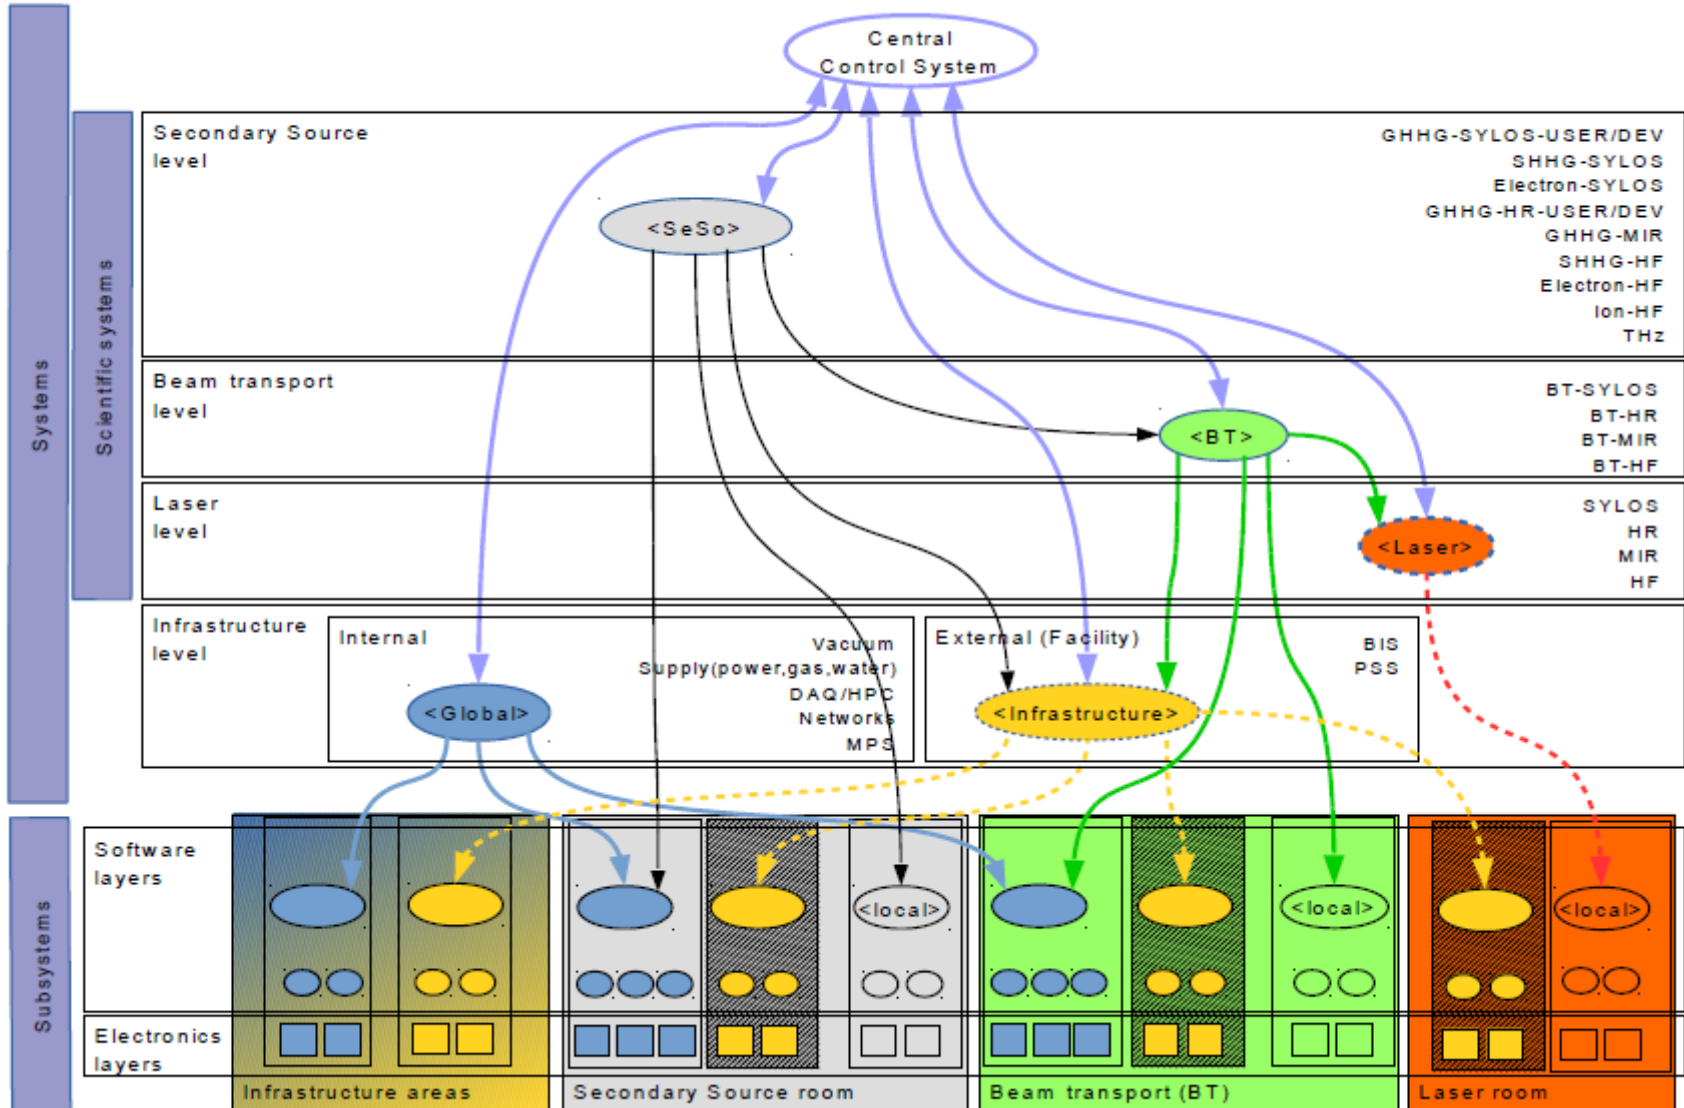 Central
Control System
Systems
Scientific systems
Secondary Source
level
GHHG-SYLOS-USER/DEV
SHHG-SYLOS
Electron-SYLOS
GHHG-HR-USER/DEV
GHHG-MIR
SHHG-HF
Electron-HF
Ion-HF
THz
<SeSo>
Beam transport
level
BT-SYLOS
BT-HR
BT-MIR
BT-HF
<BT>
Laser
level
SYLOS
HR
MIR
HF
<Laser>
Infrastructure
level
Internal
Vacuum
Supply(power,gas,water)
DAQ/HPC
Networks
MPS
<Global>
External (Facility)
BIS
PSS
<Infrastructure>
Subsystems
Software
layers
<local>
<local>
<local>
Electronics
layers
Infrastructure areas
Secondary Source room
Beam transport (BT)
Laser room